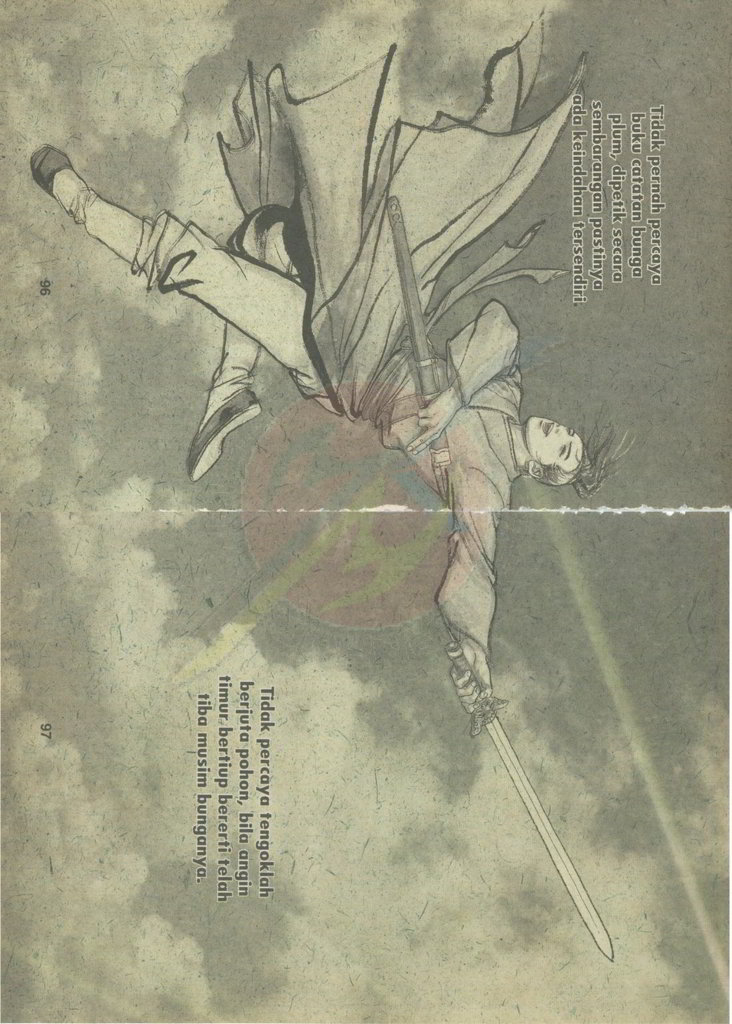 Tidak pernah percaya
buku catatan bunga
plum, dipetik secara
sembarangan pastinya
ada keindahan tersendiri.
96
Tidak percaya tengoklah
berjuta pohon, bila angin
timur bertiup bererti telah
tiba musim bunganya.
97